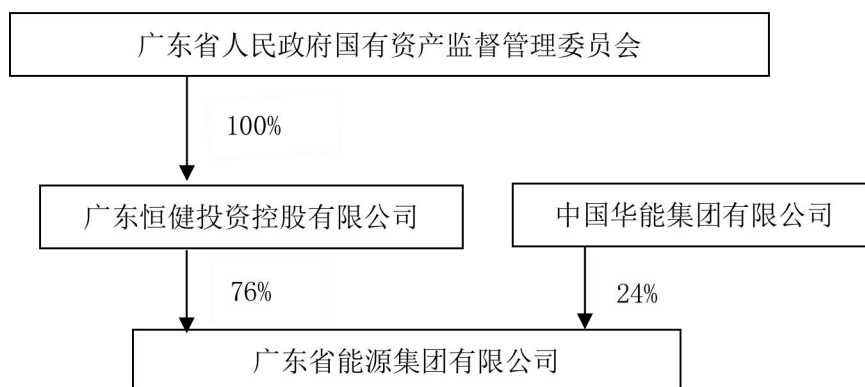 广东省人民政府国有资产监督管理委员会
100%
广东恒健投资控股有限公司
中国华能集团有限公司
76%
24%
广东省能源集团有限公司